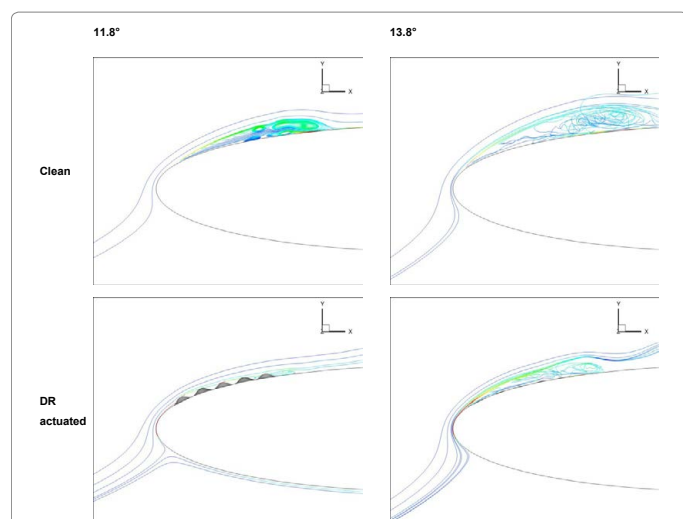 11.8° 13.8°
Y Y
Z X Z X
Clean
Y Y
Z X Z X
DR
actuated